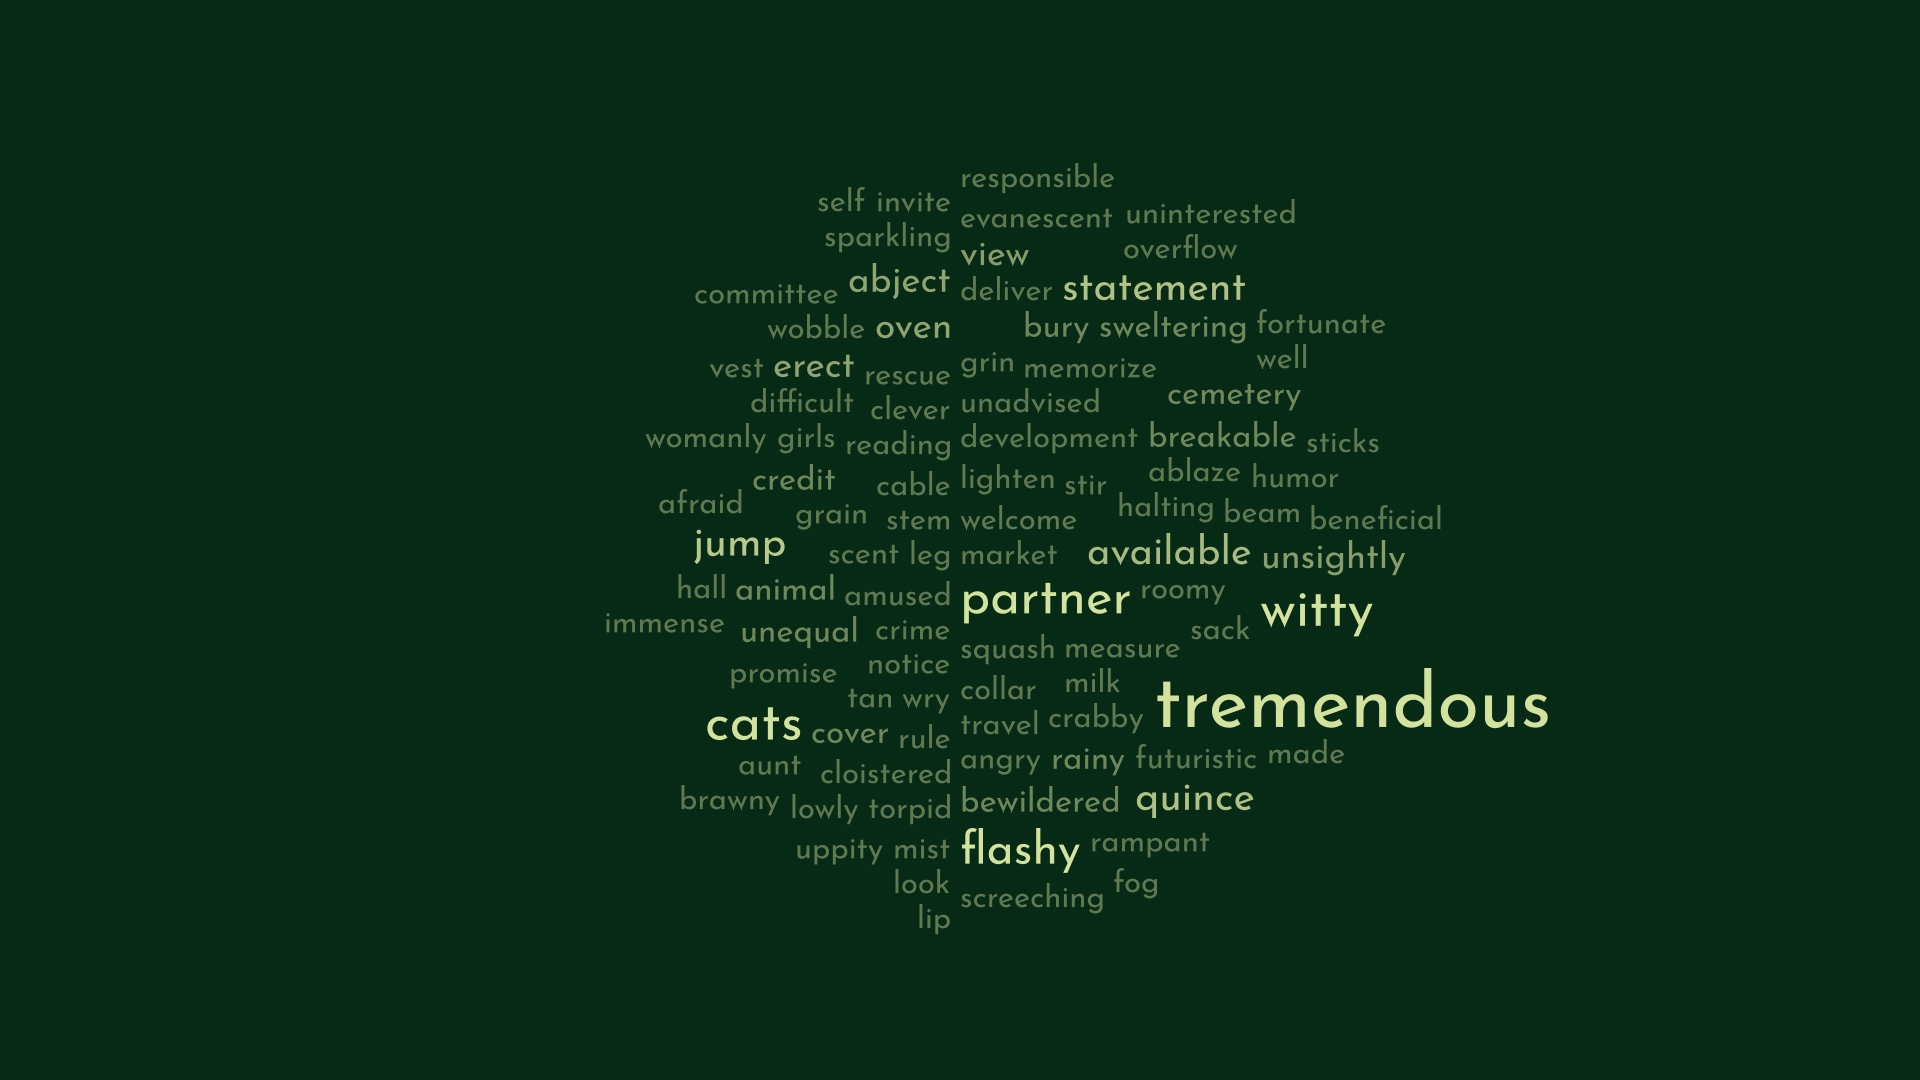 responsible
self invite
evanescent uninterested
sparkling
view overflow
abject
committee deliver statement
wobble oven bury sweltering fortunate
vest erect rescue grin memorize well
difficult clever unadvised cemetery
womanly girls reading development breakable sticks
credit cable lighten stir ablaze humor
afraid grain stem welcome halting beam beneficial
jump scent leg market available unsightly
hall animal amused partner roomy witty
immense unequal crime squash measure sack
promise notice collar milk tremendous
tan wry
cats cover rule travel crabby
aunt cloistered angry rainy futuristic made
brawny lowly torpid bewildered quince
uppity mist flashy rampant
look screeching fog
lip